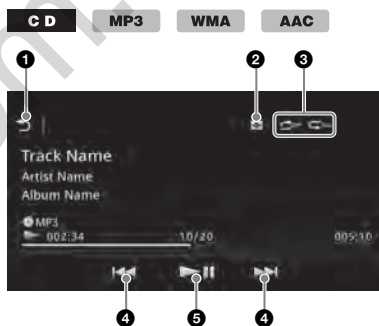 CD MP3 WMA AAC
1 2 3
Track Name
Artist Name
Album Name
MP3
002:34 10/20 005:10
4 5 4